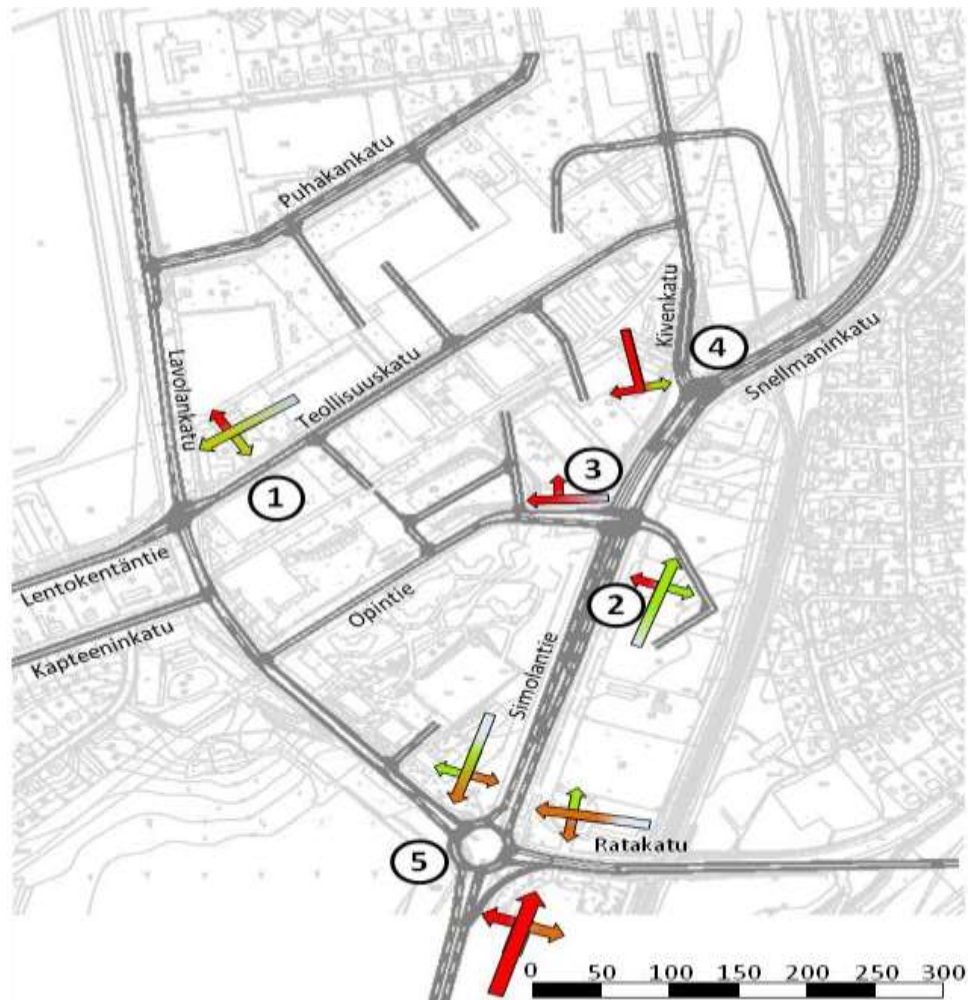 Puhakankatu
Kivenkatu
4
Snellmaninkatu
Lavolankatu
Teollisuuskatu
3
1
Lentokentäntie
Opintie
2
Kapteeninkatu
Simolantie
Ratakatu
5
0 50 100 150 200 250 300